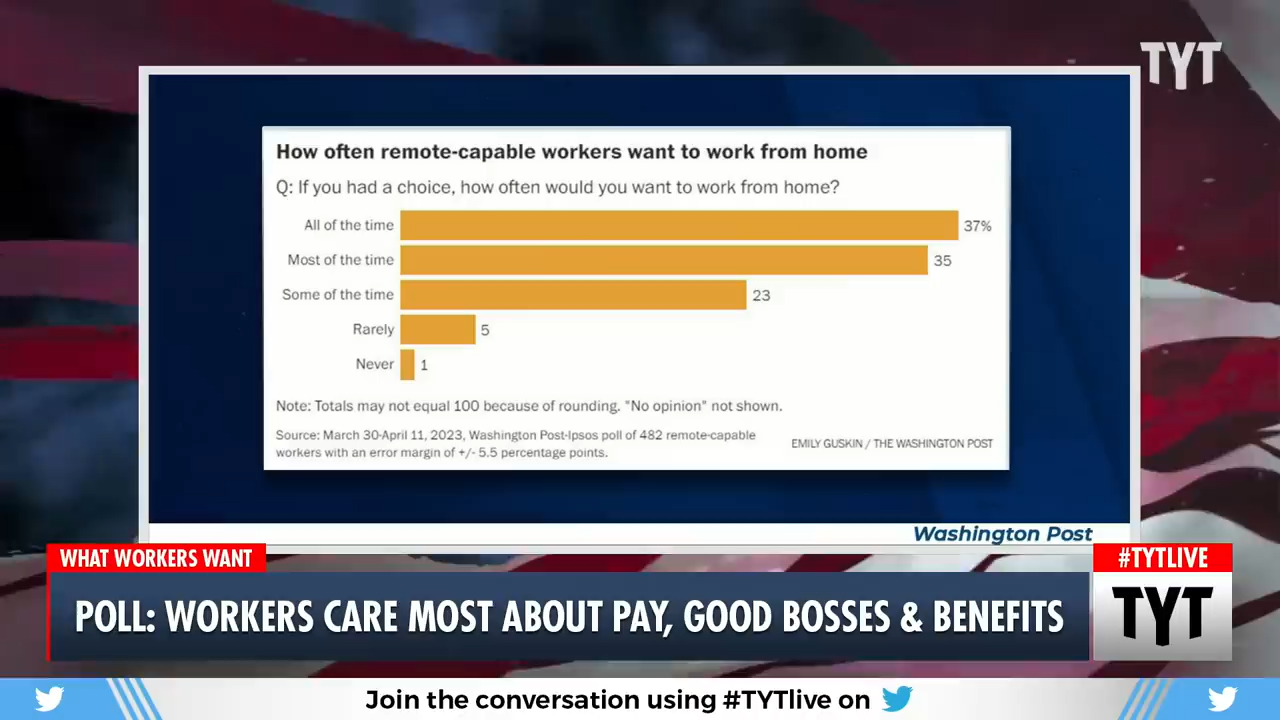 TYT
How often remote-capable workers want to work from home
Q: If you had a choice, how often would you want to work from home?
All of the time 37%
Most of the time 35
Some of the time 23
Rarely 5
Never 1
Note: Totals may not equal 100 because of rounding. "No opinion" not shown.
Source: March 30-April 11, 2023, Washington Post-Ipsos poll of 482 remote-capable
workers with an error margin of +/- 5.5 percentage points.
EMILY GUSKIN / THE WASHINGTON POST
Washington Post
WHAT WORKERS WANT
#TYTLIVE
POLL: WORKERS CARE MOST ABOUT PAY, GOOD BOSSES & BENEFITS
TYT
Join the conversation using #TYTlive on